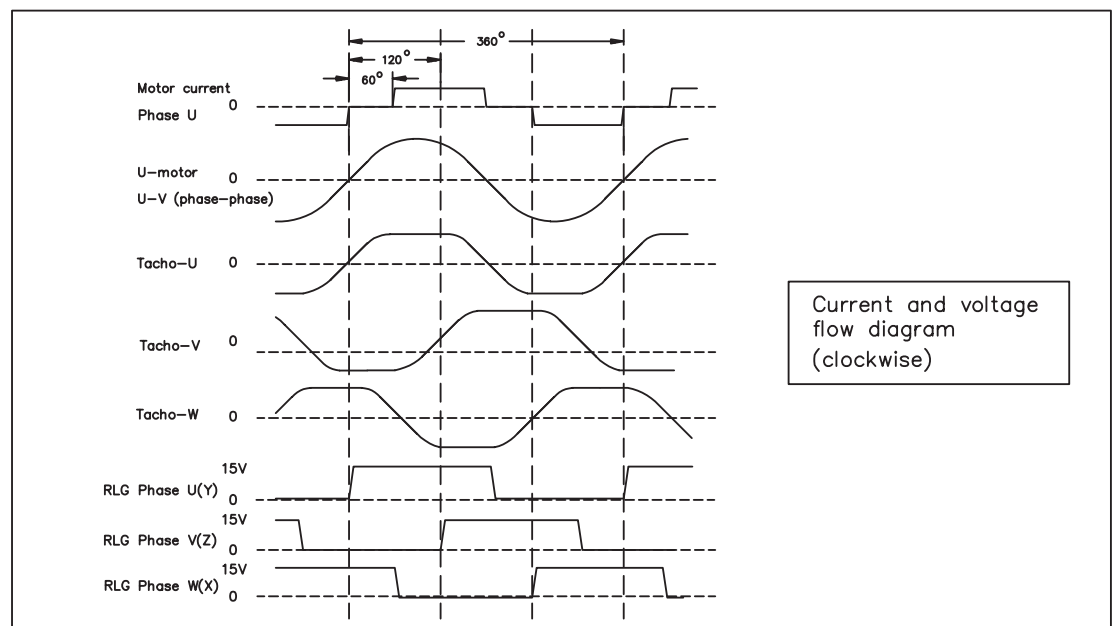 360°
120°
60°
Motor current
0
Phase U
U-motor
0
U-V (phase-phase)
Tacho-U 0
Tacho-V 0
Tacho-W 0
15V
RLG Phase U(Y)
0
15V
RLG Phase V(Z)
0
15V
RLG Phase W(X)
0
Current and voltage
flow diagram
(clockwise)